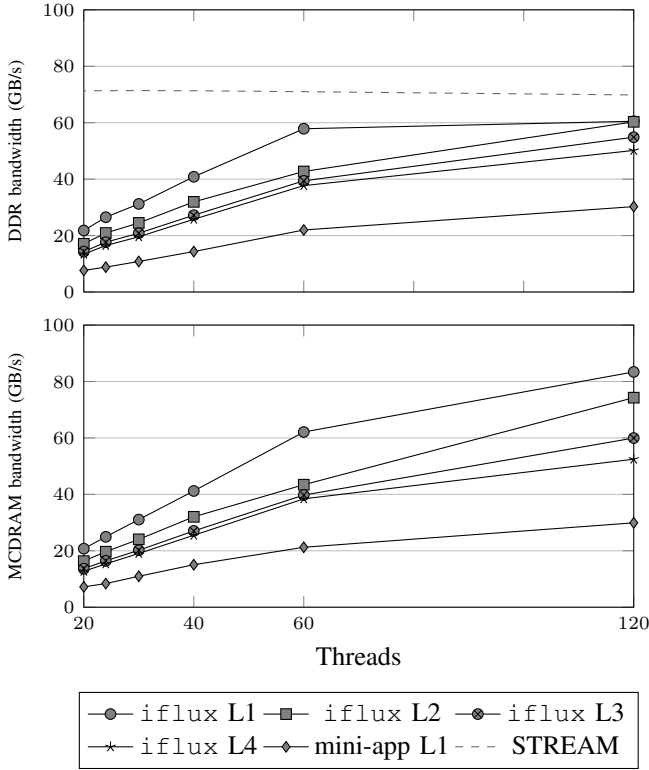 100
80
60
40
20
0
DDR bandwidth (GB/s)
100
80
60
40
20
0
MCDRAM bandwidth (GB/s)
20 40 60 120
Threads
iflux L1 iflux L2 iflux L3
iflux L4 mini-app L1 STREAM